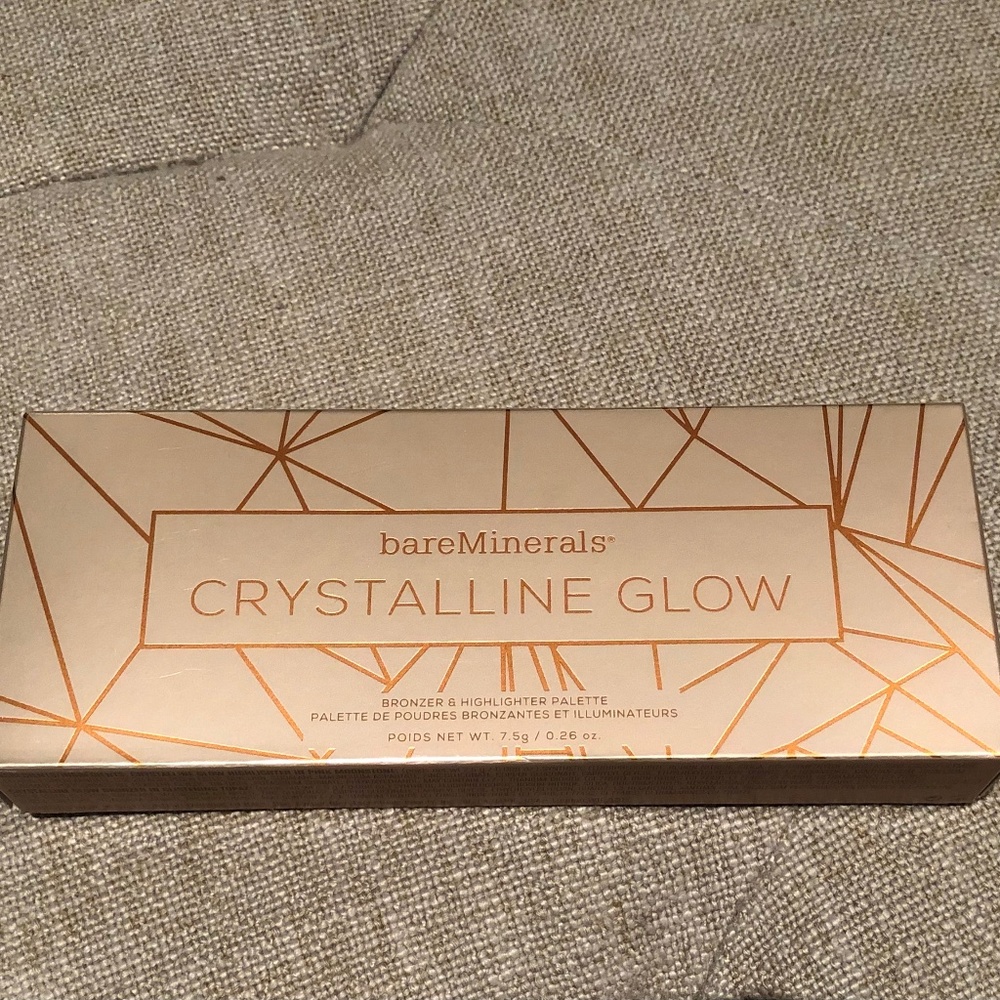 bareMinerals®
CRYSTALLINE GLOW
BRONZER & HIGHLIGHTER PALETTE
PALETTE DE POUDRES BRONZANTES ET ILLUMINATEURS
POIDS NET WT. 7.5g / 0.26 oz.